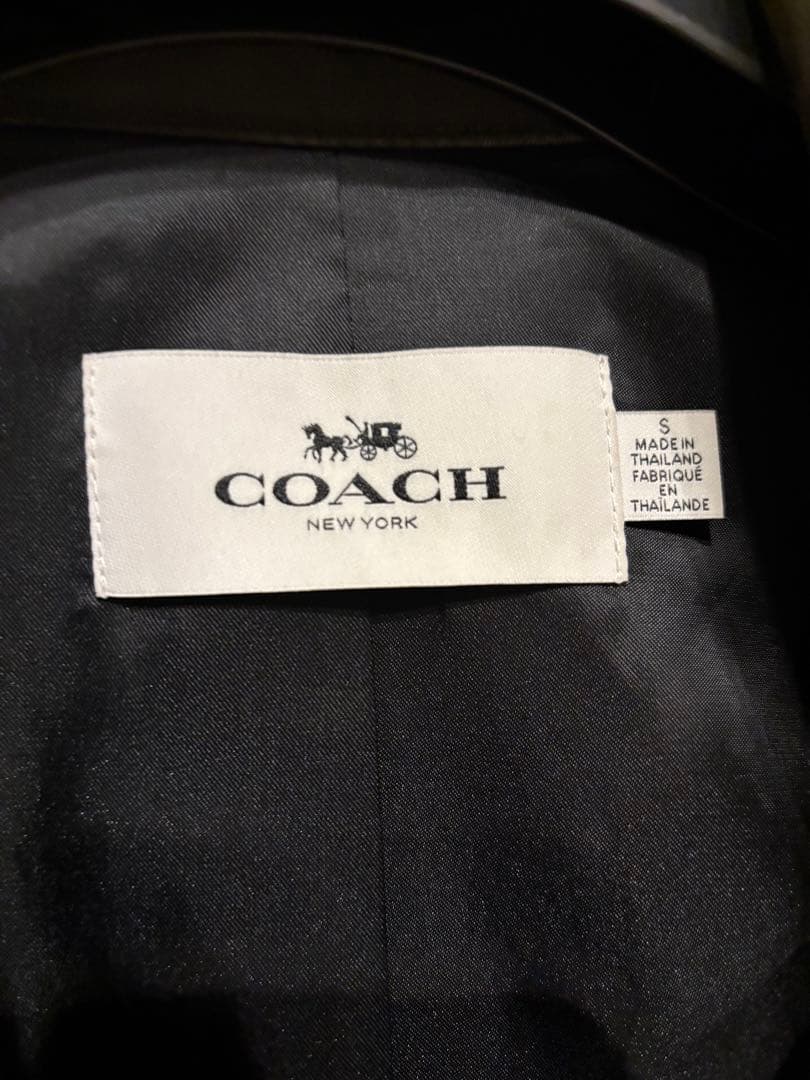 COACH
NEW YORK
S
MADE IN
THAILAND
FABRIQUÉ
EN
THAÏLANDE